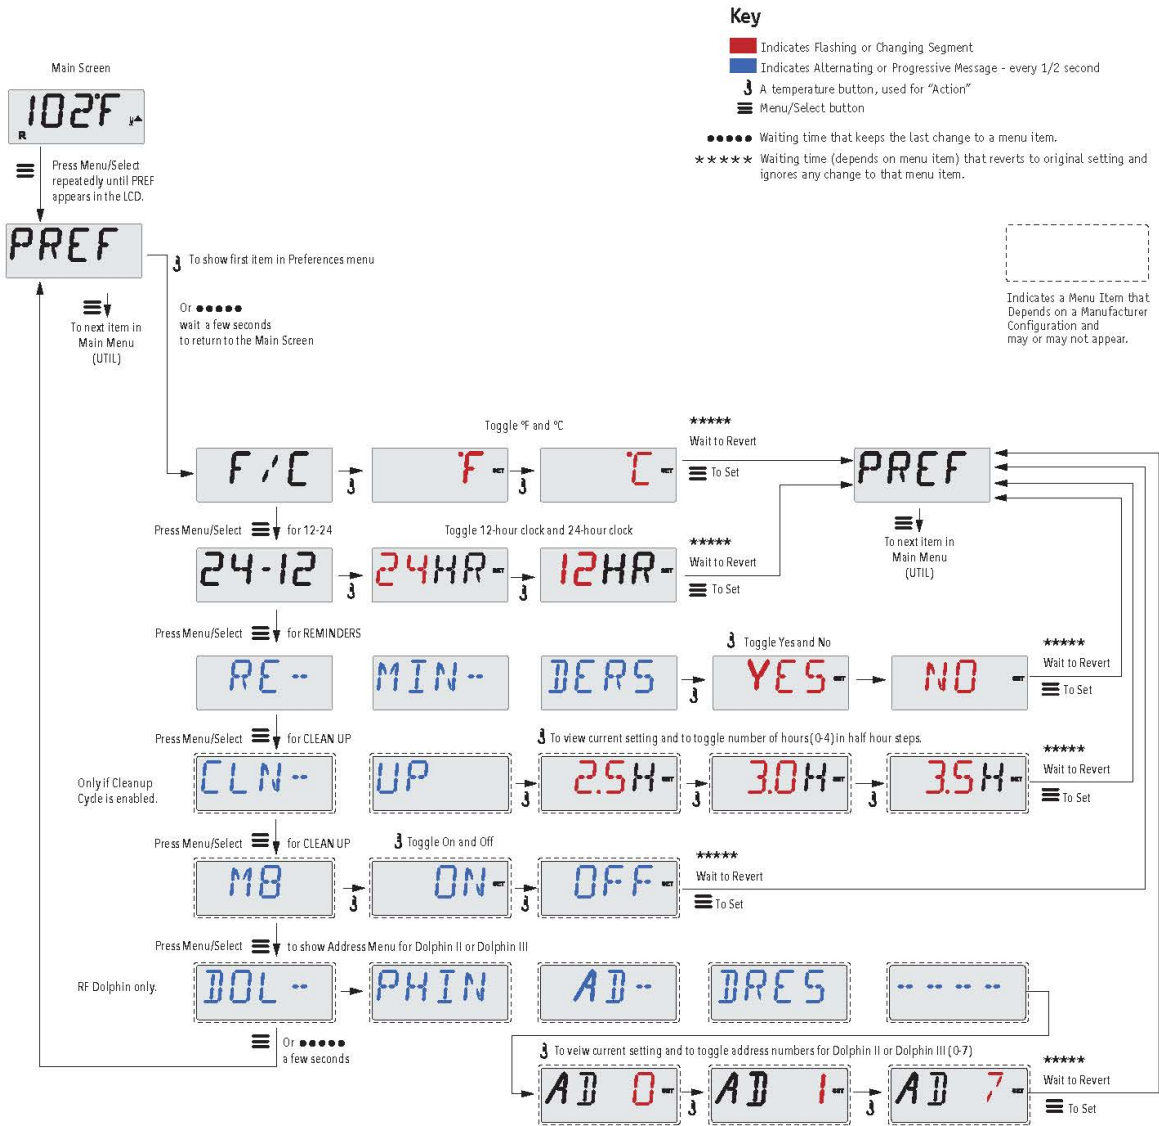 Key
Indicates Flashing or Changing Segment
Indicates Alternating or Progressive Message - every 1/2 second
A temperature button, used for "Action"
Menu/Select button
••••• Waiting time that keeps the last change to a menu item.
***** Waiting time (depends on menu item) that reverts to original setting and
ignores any change to that menu item.
Main Screen
102°F
R
Press Menu/Select
repeatedly until PREF
appears in the LCD.
PREF
To show first item in Preferences menu
To next item in
Main Menu
(UTIL)
Or •••••
wait a few seconds
to return to the Main Screen
Indicates a Menu Item that
Depends on a Manufacturer
Configuration and
may or may not appear.
Toggle °F and °C
*****
Wait to Revert
To Set
F/C
°F SET
°C SET
PREF
To next item in
Main Menu
(UTIL)
Press Menu/Select for 12-24
Toggle 12-hour clock and 24-hour clock
*****
Wait to Revert
To Set
24-12
24HR SET
12HR SET
Press Menu/Select for REMINDERS
Toggle Yes and No
*****
Wait to Revert
To Set
RE-
MIN-
DERS
YES SET
NO SET
Press Menu/Select for CLEAN UP
To view current setting and to toggle number of hours (0-4) in half hour steps.
*****
Wait to Revert
To Set
Only if Cleanup
Cycle is enabled.
CLN-
UP
2.5H SET
3.0H SET
3.5H SET
Press Menu/Select for CLEAN UP
Toggle On and Off
*****
Wait to Revert
To Set
M8
ON SET
OFF SET
Press Menu/Select to show Address Menu for Dolphin II or Dolphin III
RF Dolphin only.
DOL-
PHIN
AD-
DRES
----
Or •••••
a few seconds
To veiw current setting and to toggle address numbers for Dolphin II or Dolphin III (0-7)
*****
Wait to Revert
To Set
AD 0 SET
AD 1 SET
AD 7 SET